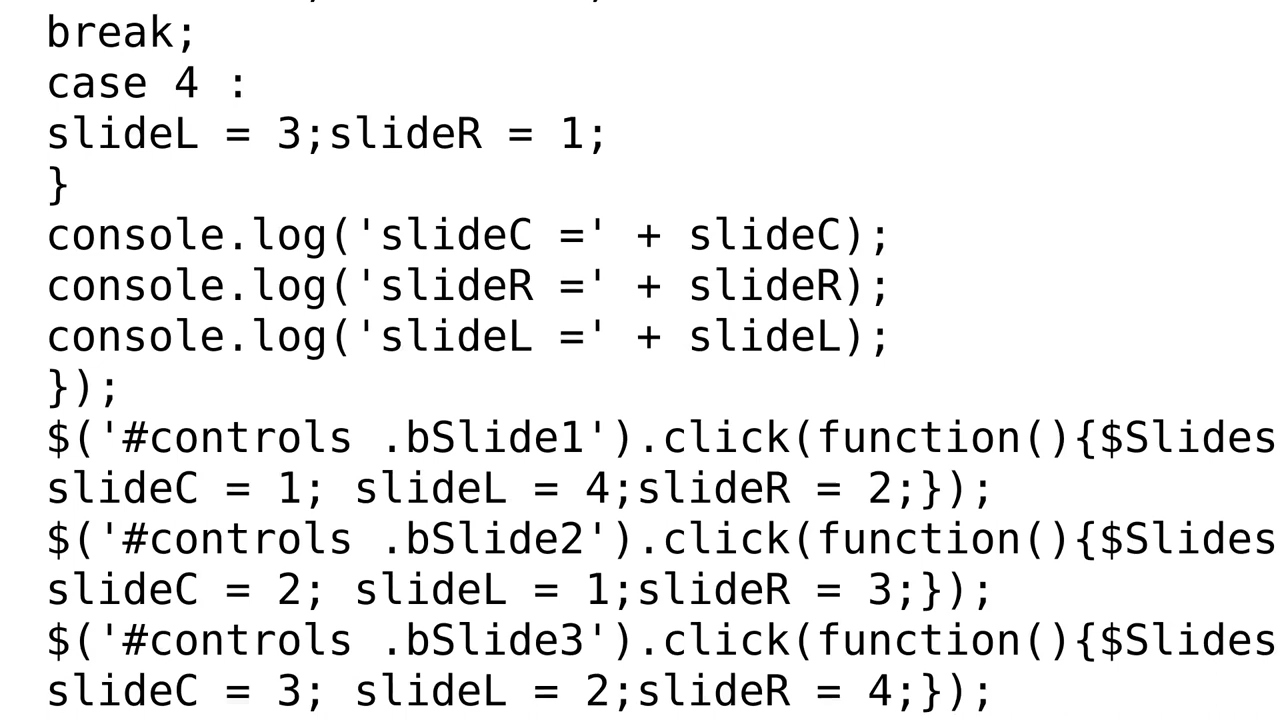 break;
case 4 :
slideL = 3;slideR = 1;
}
console.log('slideC =' + slideC);
console.log('slideR =' + slideR);
console.log('slideL =' + slideL);
});
$('#controls .bSlide1').click(function(){$Slides
slideC = 1; slideL = 4;slideR = 2;});
$('#controls .bSlide2').click(function(){$Slides
slideC = 2; slideL = 1;slideR = 3;});
$('#controls .bSlide3').click(function(){$Slides
slideC = 3; slideL = 2;slideR = 4;});